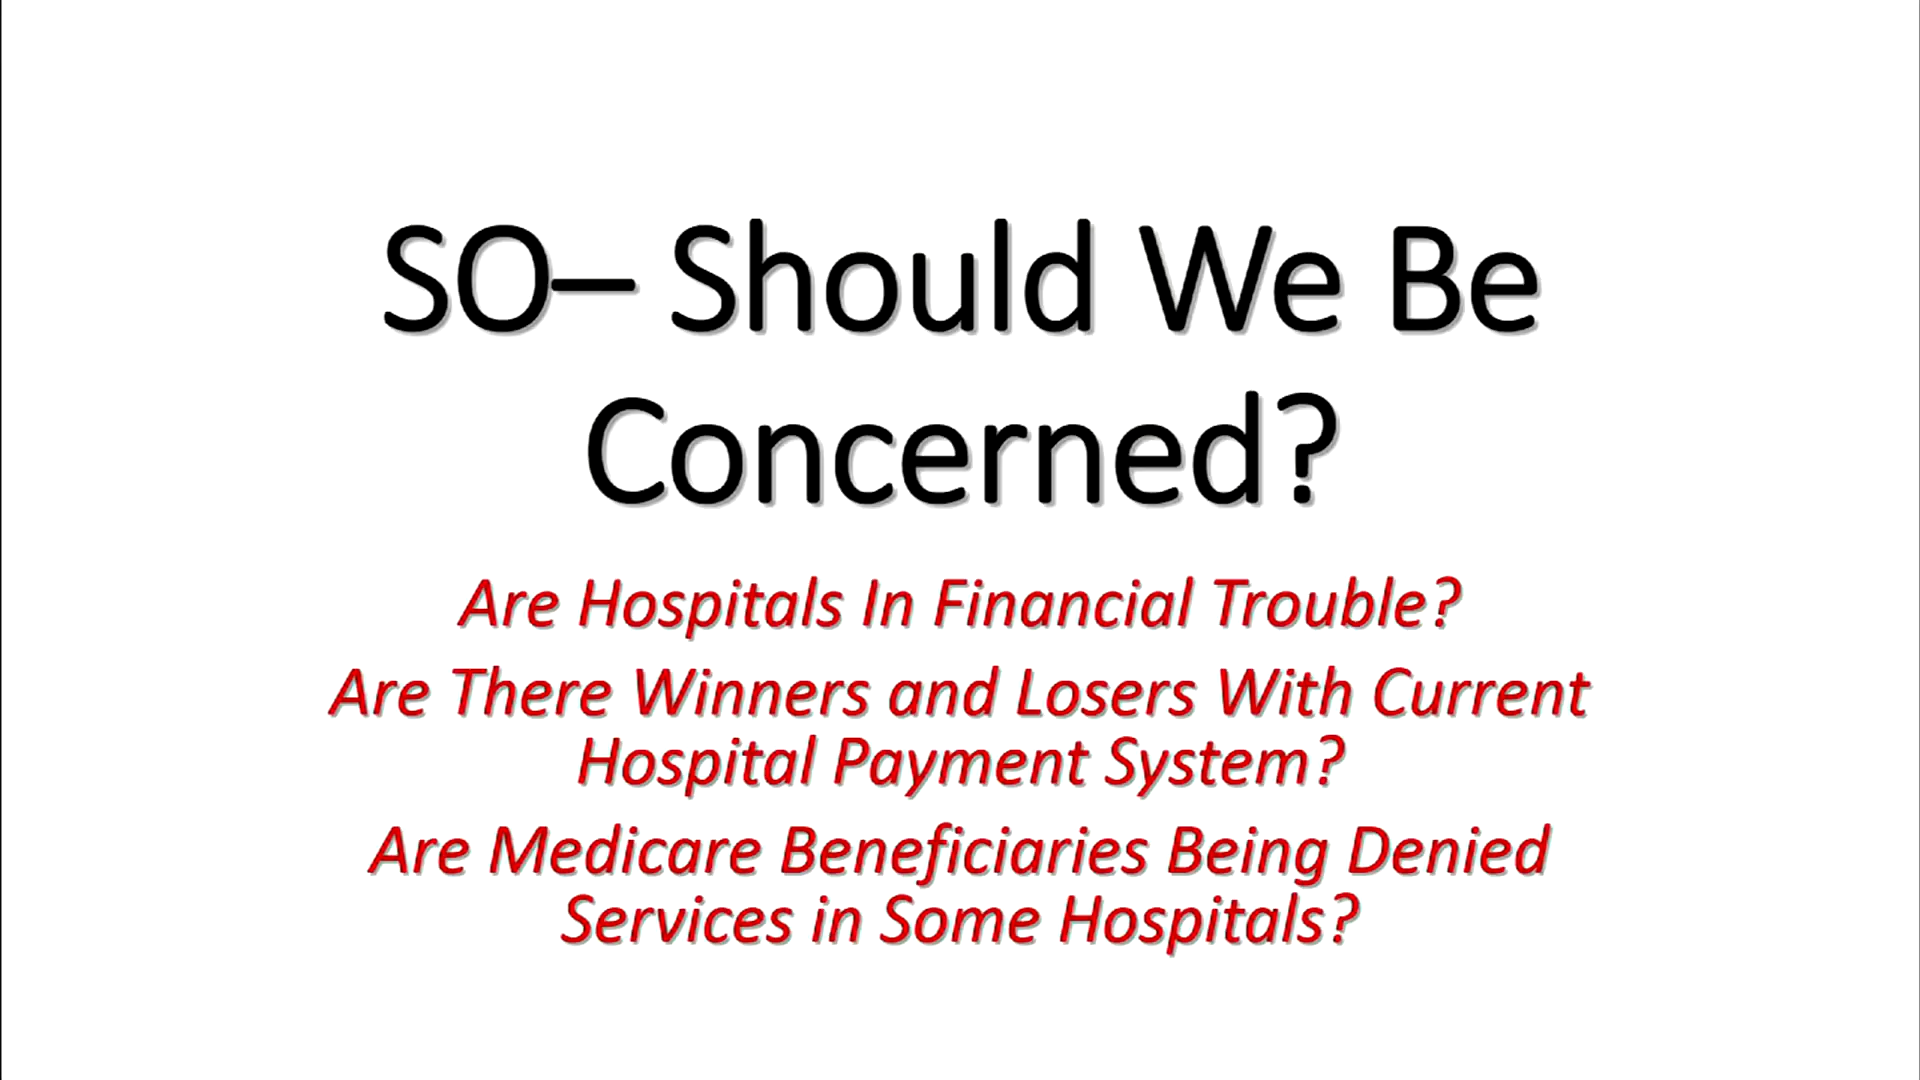 SO– Should We Be
Concerned?
Are Hospitals In Financial Trouble?
Are There Winners and Losers With Current
Hospital Payment System?
Are Medicare Beneficiaries Being Denied
Services in Some Hospitals?